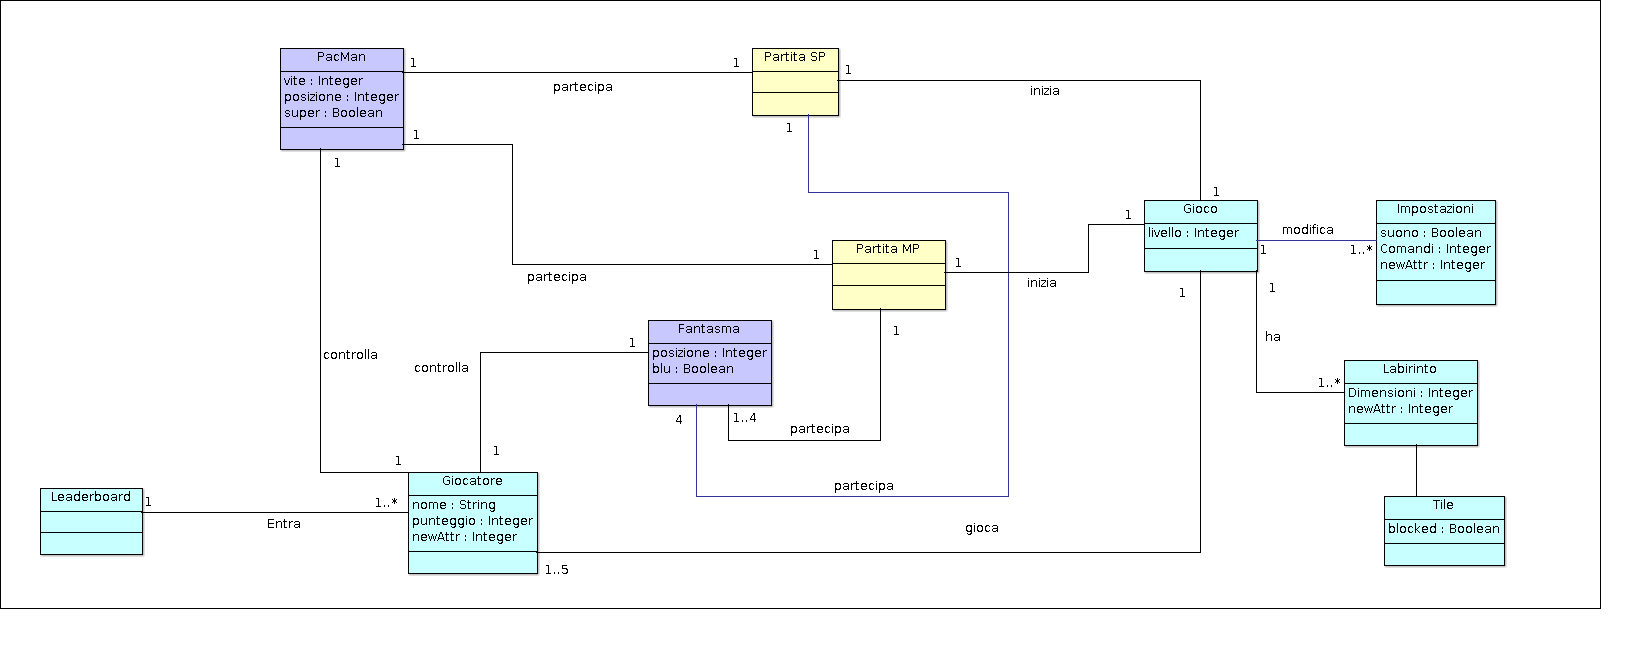 PacMan
vite : Integer
posizione : Integer
super : Boolean
1
1
partecipa
Partita SP
1
1
inizia
1
1
1
1
partecipa
Partita MP
1
1
inizia
1
1
Gioco
livello : Integer
modifica
1
1..*
Impostazioni
suono : Boolean
Comandi : Integer
newAttr : Integer
1
1
ha
1..*
Labirinto
Dimensioni : Integer
newAttr : Integer
Fantasma
posizione : Integer
blu : Boolean
1
controlla
controlla
4
1..4
partecipa
partecipa
1
1
Leaderboard
1
Entra
1..*
Giocatore
nome : String
punteggio : Integer
newAttr : Integer
1..5
gioca
Tile
blocked : Boolean